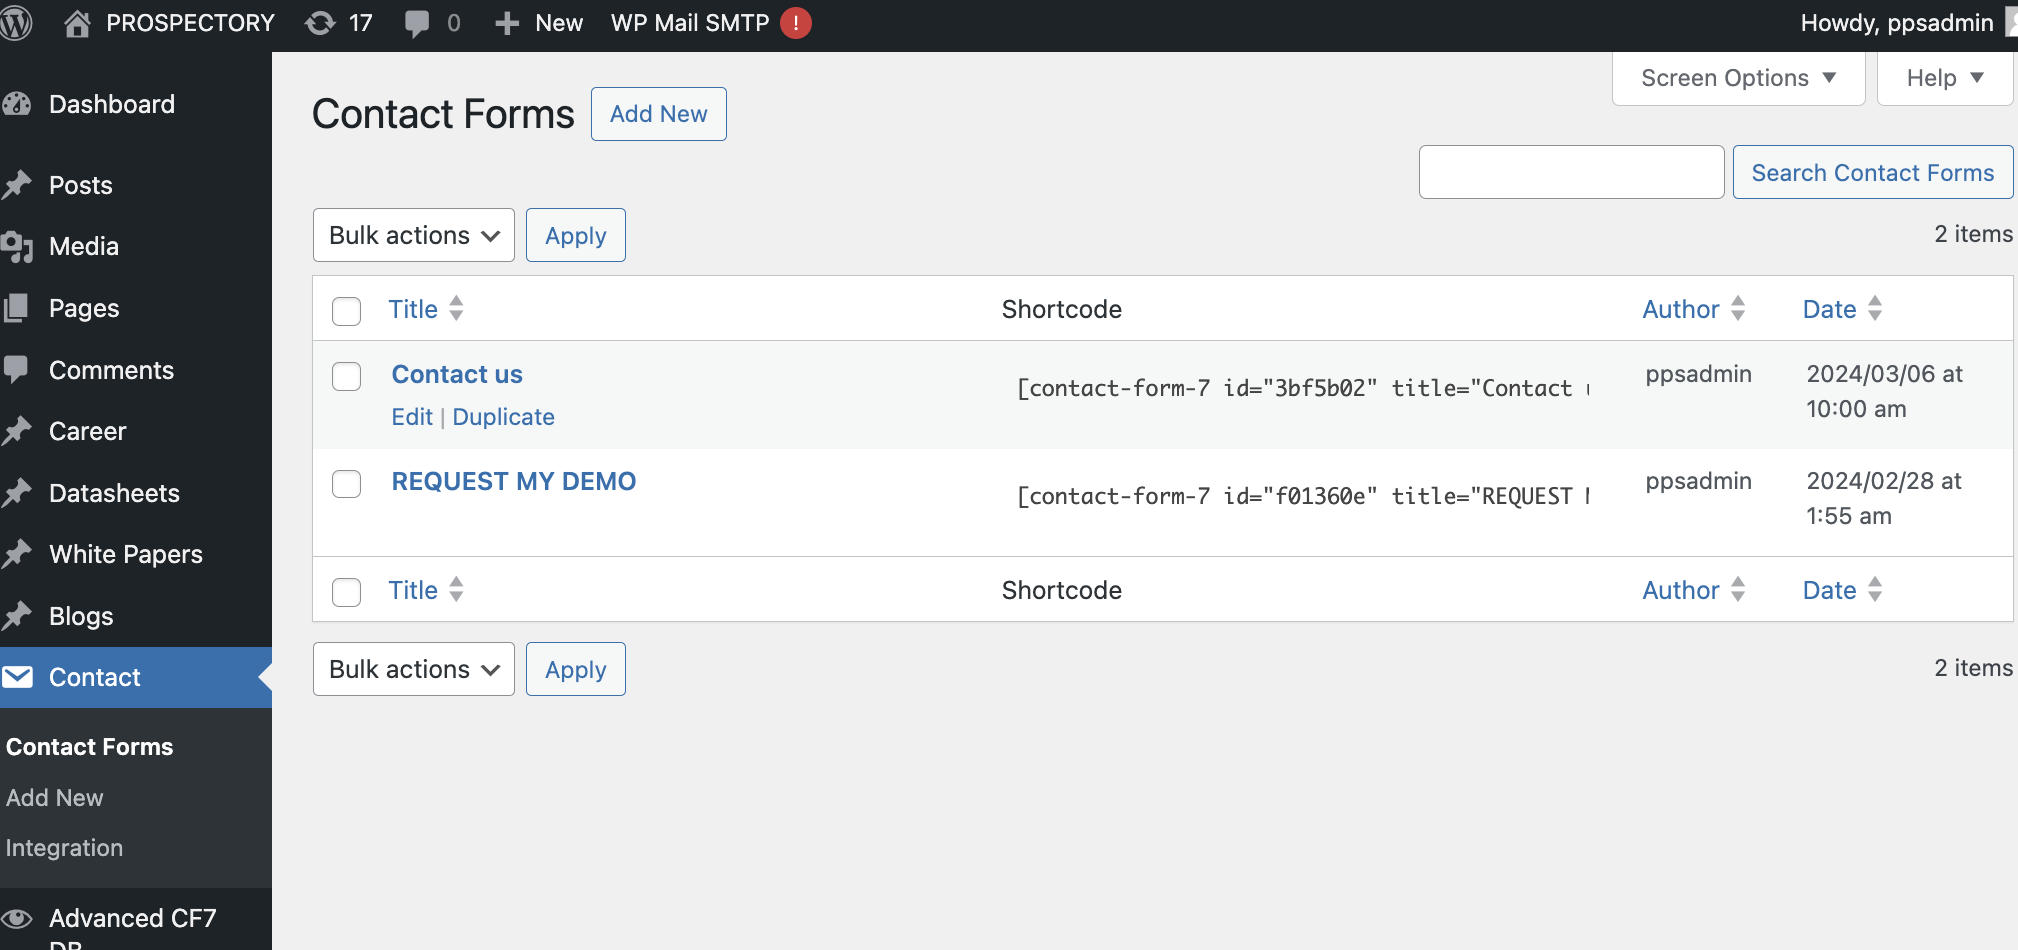 PROSPECTORY 17 0 New WP Mail SMTP ! Howdy, ppsadmin
Screen Options Help
Dashboard
Posts
Media
Pages
Comments
Career
Datasheets
White Papers
Blogs
Contact
Contact Forms
Add New
Integration
Advanced CF7
DB
Contact Forms Add New
Search Contact Forms
Bulk actions Apply 2 items
Title Shortcode Author Date
Contact us [contact-form-7 id="3bf5b02" title="Contact ppsadmin 2024/03/06 at
10:00 am
Edit | Duplicate
REQUEST MY DEMO [contact-form-7 id="f01360e" title="REQUEST ppsadmin 2024/02/28 at
1:55 am
Title Shortcode Author Date
Bulk actions Apply 2 items